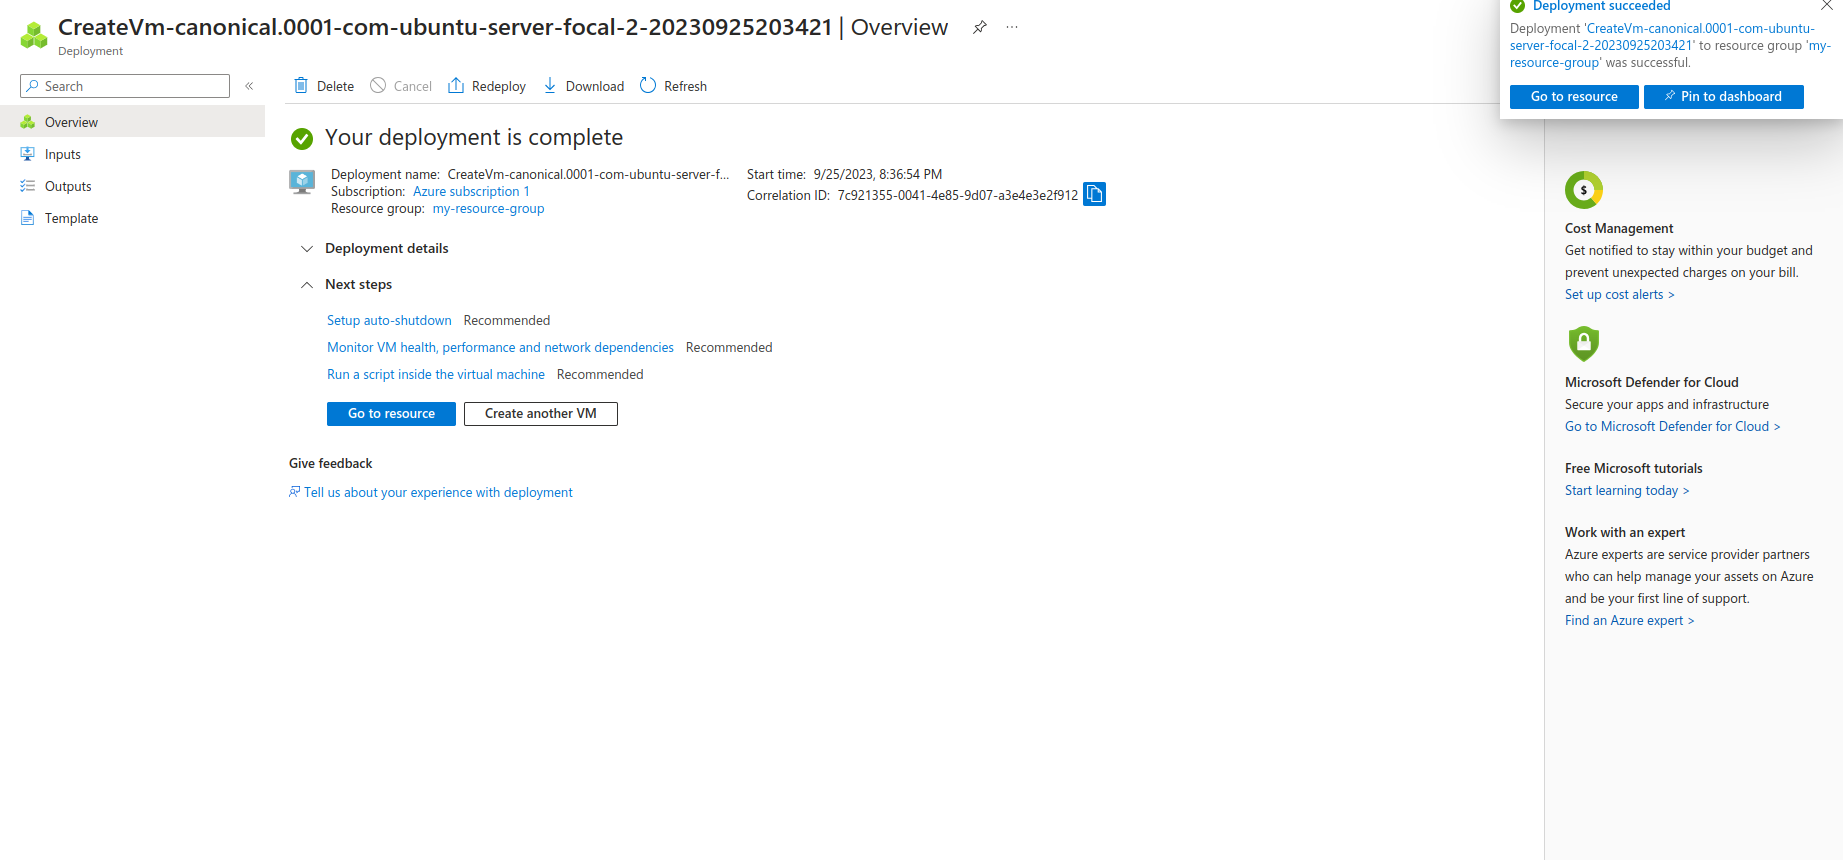 CreateVm-canonical.0001-com-ubuntu-server-focal-2-20230925203421 | Overview
Deployment
Search
Overview
Inputs
Outputs
Template
Delete
Cancel
Redeploy
Download
Refresh
Your deployment is complete
Deployment name: CreateVm-canonical.0001-com-ubuntu-server-f...
Subscription: Azure subscription 1
Resource group: my-resource-group
Start time: 9/25/2023, 8:36:54 PM
Correlation ID: 7c921355-0041-4e85-9d07-a3e4e3e2f912
Deployment details
Next steps
Setup auto-shutdown Recommended
Monitor VM health, performance and network dependencies Recommended
Run a script inside the virtual machine Recommended
Go to resource
Create another VM
Give feedback
Tell us about your experience with deployment
Deployment succeeded
Deployment 'CreateVm-canonical.0001-com-ubuntu-
server-focal-2-20230925203421' to resource group 'my-
resource-group' was successful.
Go to resource
Pin to dashboard
$
Cost Management
Get notified to stay within your budget and
prevent unexpected charges on your bill.
Set up cost alerts >
Microsoft Defender for Cloud
Secure your apps and infrastructure
Go to Microsoft Defender for Cloud >
Free Microsoft tutorials
Start learning today >
Work with an expert
Azure experts are service provider partners
who can help manage your assets on Azure
and be your first line of support.
Find an Azure expert >